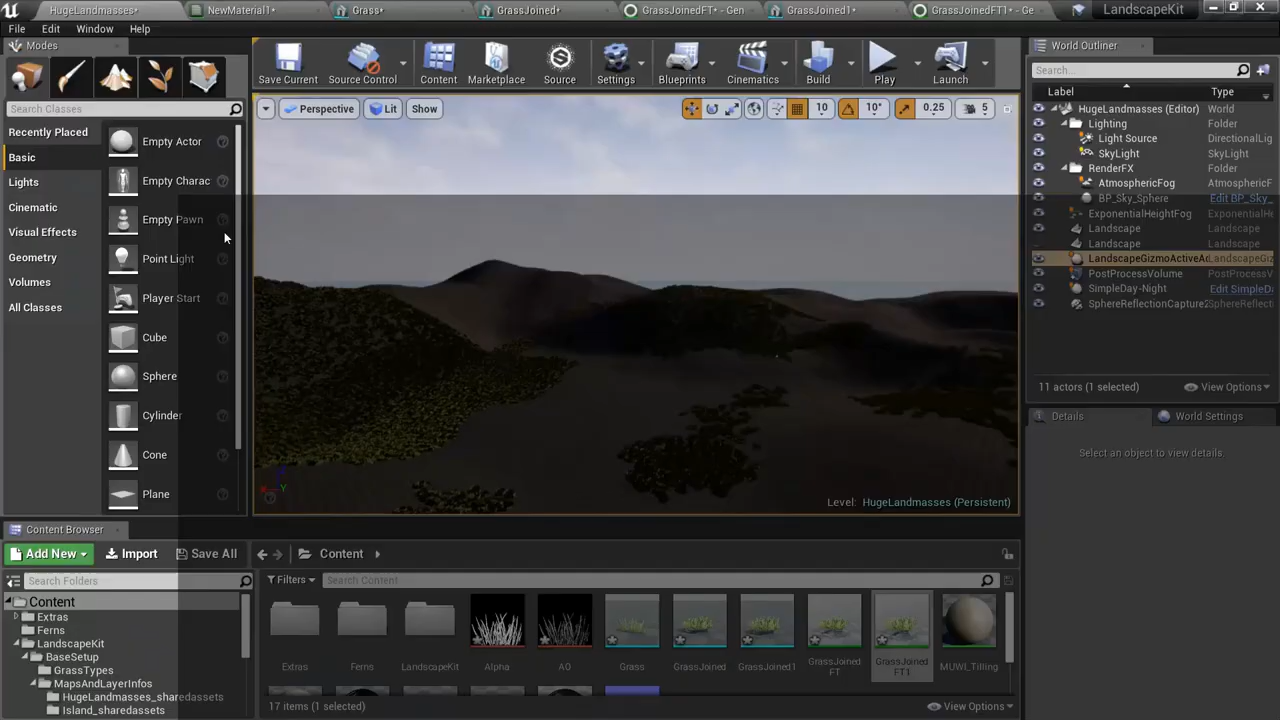 HugeLandmasses*
NewMaterial1*
Grass*
GrassJoined*
GrassJoinedFT* - Gen
GrassJoined1*
GrassJoinedFT1* - Ge
LandscapeKit
File Edit Window Help
Modes
Search Classes
Recently Placed
Basic
Lights
Cinematic
Visual Effects
Geometry
Volumes
All Classes
Empty Actor
Empty Charac
Empty Pawn
Point Light
Player Start
Cube
Sphere
Cylinder
Cone
Plane
Save Current
Source Control
Content
Marketplace
Source
Settings
Blueprints
Cinematics
Build
Play
Launch
Perspective Lit Show
10 10° 0.25 5
Level: HugeLandmasses (Persistent)
World Outliner
Search...
Label Type
HugeLandmasses (Editor) World
Lighting Folder
Light Source DirectionalLig
SkyLight SkyLight
RenderFX Folder
AtmosphericFog AtmosphericF
BP_Sky_Sphere Edit BP_Sky_
ExponentialHeightFog ExponentialHe
Landscape Landscape
Landscape Landscape
LandscapeGizmoActiveAc LandscapeGiz
PostProcessVolume PostProcessV
SimpleDay-Night Edit SimpleDa
SphereReflectionCapture2 SphereReflect
11 actors (1 selected) View Options
Details World Settings
Select an object to view details.
Content Browser
Add New Import Save All Content
Search Folders
Content
Extras
Ferns
LandscapeKit
BaseSetup
GrassTypes
MapsAndLayerInfos
HugeLandmasses_sharedassets
Island_sharedassets
Filters Search Content
Extras
Ferns
LandscapeKit
Alpha
AO
Grass
GrassJoined
GrassJoined1
GrassJoined
FT
GrassJoined
FT1
MUWI_Tilling
17 items (1 selected) View Options